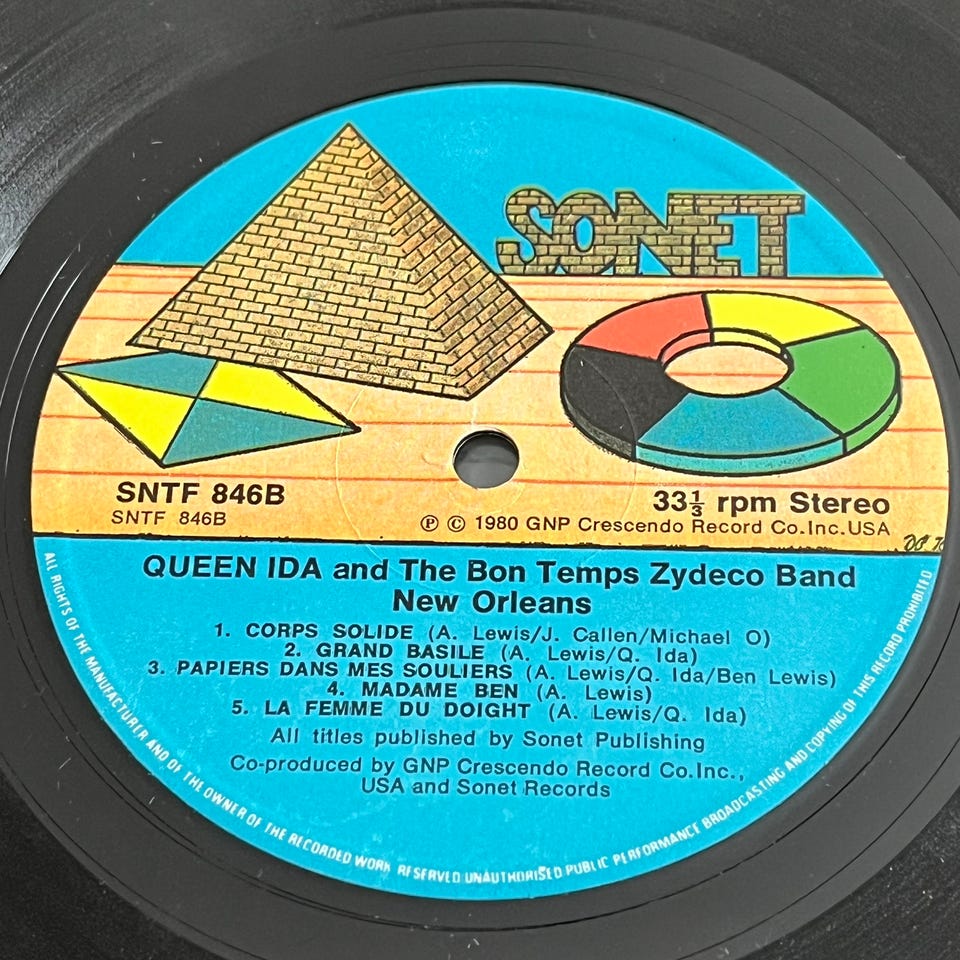 SONET
SNTF 846B
33⅓ rpm Stereo
SNTF 846B
℗ © 1980 GNP Crescendo Record Co.Inc.USA
QUEEN IDA and The Bon Temps Zydeco Band
New Orleans
1. CORPS SOLIDE (A. Lewis/J. Callen/Michael O)
2. GRAND BASILE (A. Lewis/Q. Ida)
3. PAPIERS DANS MES SOULIERS (A. Lewis/Q. Ida/Ben Lewis)
4. MADAME BEN (A. Lewis)
5. LA FEMME DU DOIGHT (A. Lewis/Q. Ida)
All titles published by Sonet Publishing
Co-produced by GNP Crescendo Record Co.Inc.,
USA and Sonet Records
ALL RIGHTS OF THE MANUFACTURER AND OF THE OWNER OF THE RECORDED WORK RESERVED UNAUTHORISED PUBLIC PERFORMANCE BROADCASTING AND COPYING OF THIS RECORD PROHIBITED